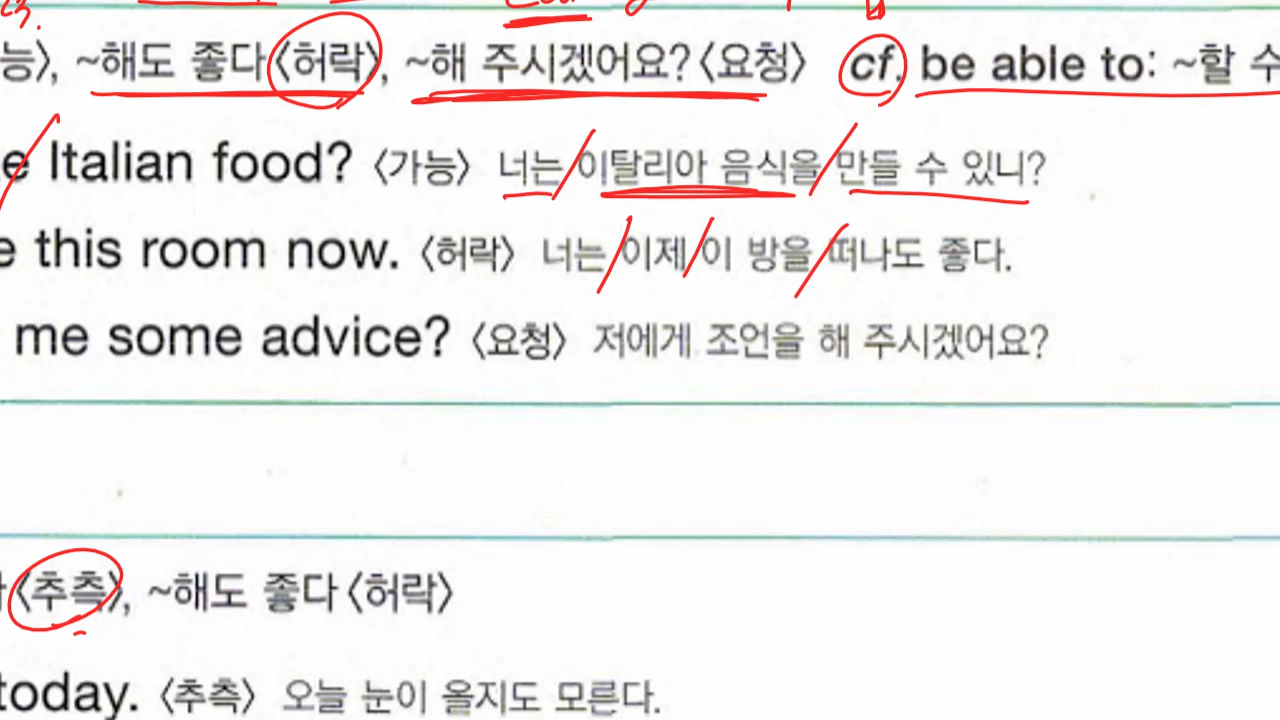 능〉, ~해도 좋다〈허락〉, ~해 주시겠어요?〈요청〉 cf. be able to: ~할 수
e Italian food? 〈가능〉 너는 이탈리아 음식을 만들 수 있니?
e this room now. 〈허락〉 너는 이제 이 방을 떠나도 좋다.
me some advice? 〈요청〉 저에게 조언을 해 주시겠어요?
〈추측〉, ~해도 좋다〈허락〉
today. 〈추측〉 오늘 눈이 올지도 모른다.